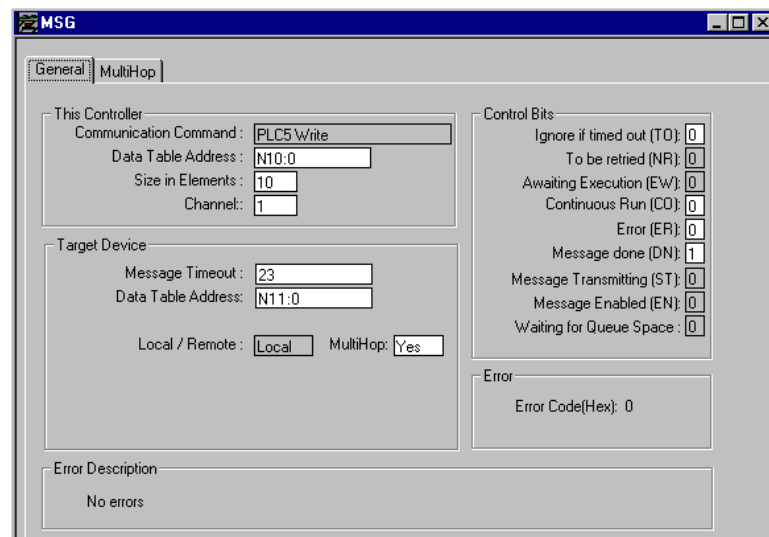 MSG
General MultiHop
This Controller
Communication Command : PLC5 Write
Data Table Address : N10:0
Size in Elements : 10
Channel:: 1
Target Device
Message Timeout : 23
Data Table Address: N11:0
Local / Remote : Local MultiHop: Yes
Control Bits
Ignore if timed out (TO): 0
To be retried (NR): 0
Awaiting Execution (EW): 0
Continuous Run (CO): 0
Error (ER): 0
Message done (DN): 1
Message Transmitting (ST): 0
Message Enabled (EN): 0
Waiting for Queue Space : 0
Error
Error Code(Hex): 0
Error Description
No errors